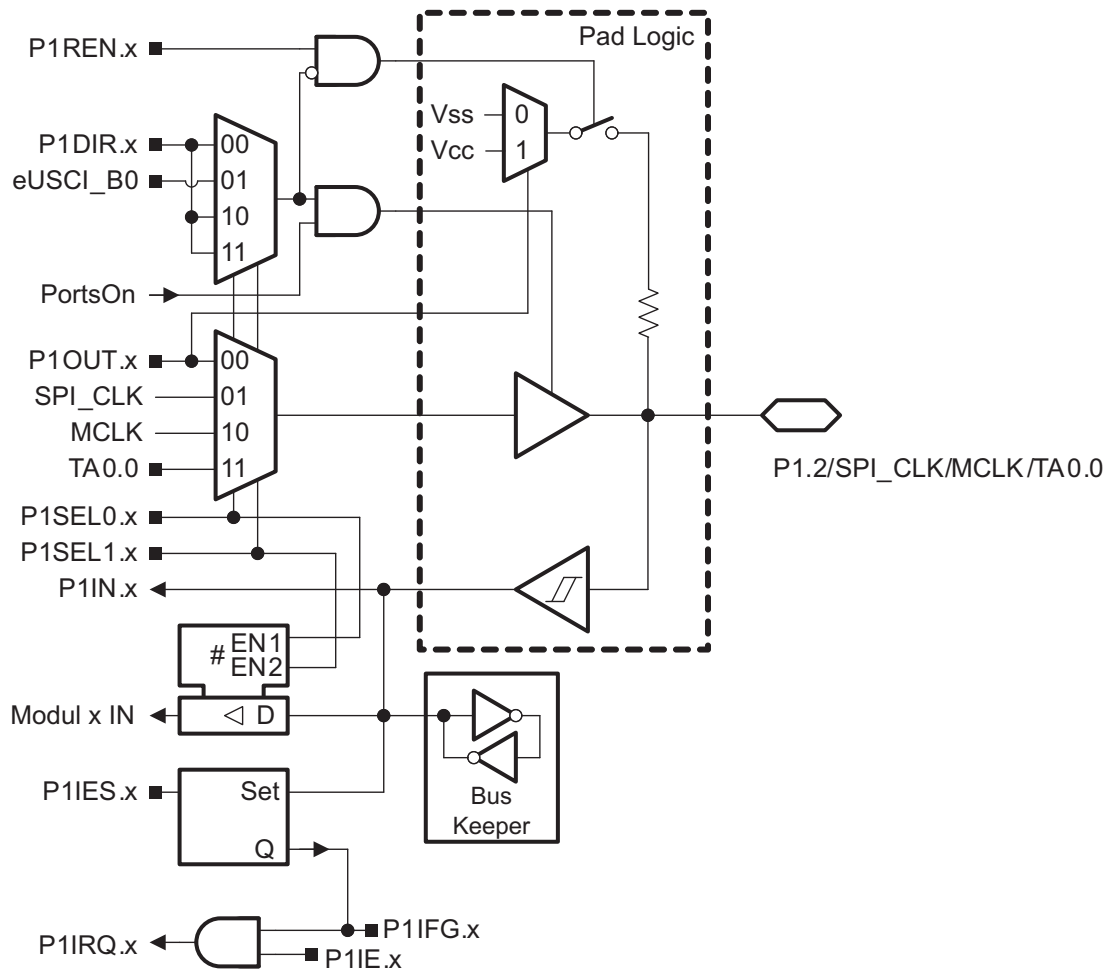 P1REN.x
Pad Logic
Vss
0
Vcc
1
P1DIR.x
00
eUSCI_B0
01
10
11
PortsOn
P1OUT.x
00
SPI_CLK
01
MCLK
10
TA0.0
11
P1.2/SPI_CLK/MCLK/TA0.0
P1SEL0.x
P1SEL1.x
P1IN.x
# EN1
EN2
Modul x IN
D
P1IES.x
Set
Q
Bus
Keeper
P1IFG.x
P1IRQ.x
P1IE.x